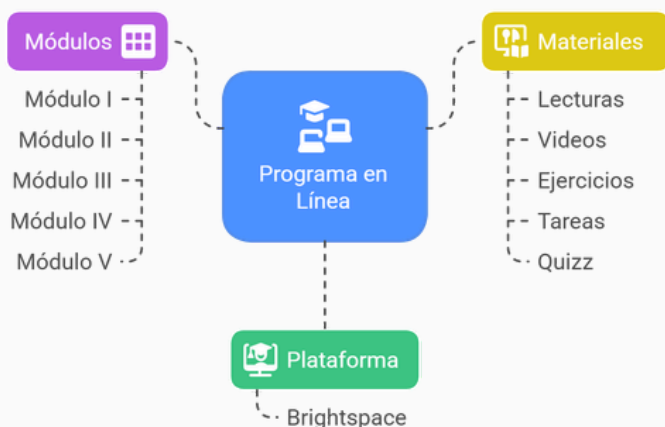 Módulos
Módulo I
Módulo II
Módulo III
Módulo IV
Módulo V
Programa en
Línea
Materiales
Lecturas
Videos
Ejercicios
Tareas
Quizz
Plataforma
Brightspace